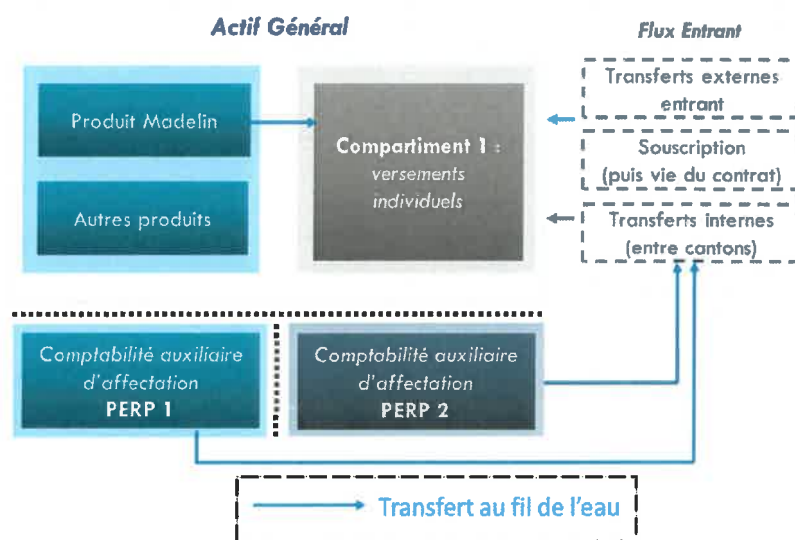 Actif Général
Flux Entrant
Produit Madelin
Autres produits
Compartiment 1 :
versements
individuels
Transferts externes
entrant
Souscription
(puis vie du contrat)
Transferts internes
(entre cantons)
Comptabilité auxiliaire
d'affectation
PERP 1
Comptabilité auxiliaire
d'affectation
PERP 2
Transfert au fil de l'eau